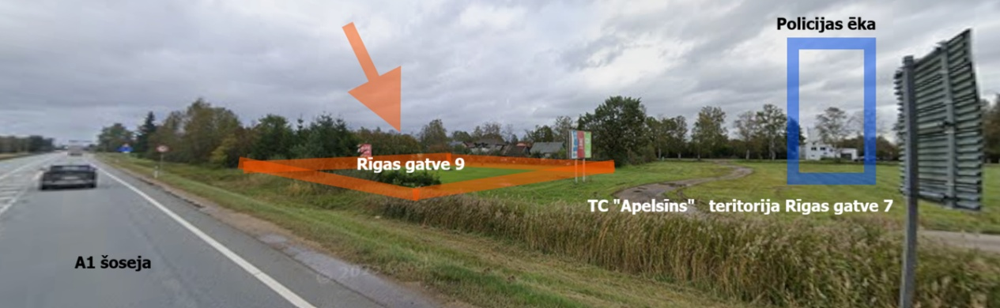 Policijas ēka
Rīgas gatve 9
TC "Apelsīns" teritorija Rīgas gatve 7
A1 šoseja